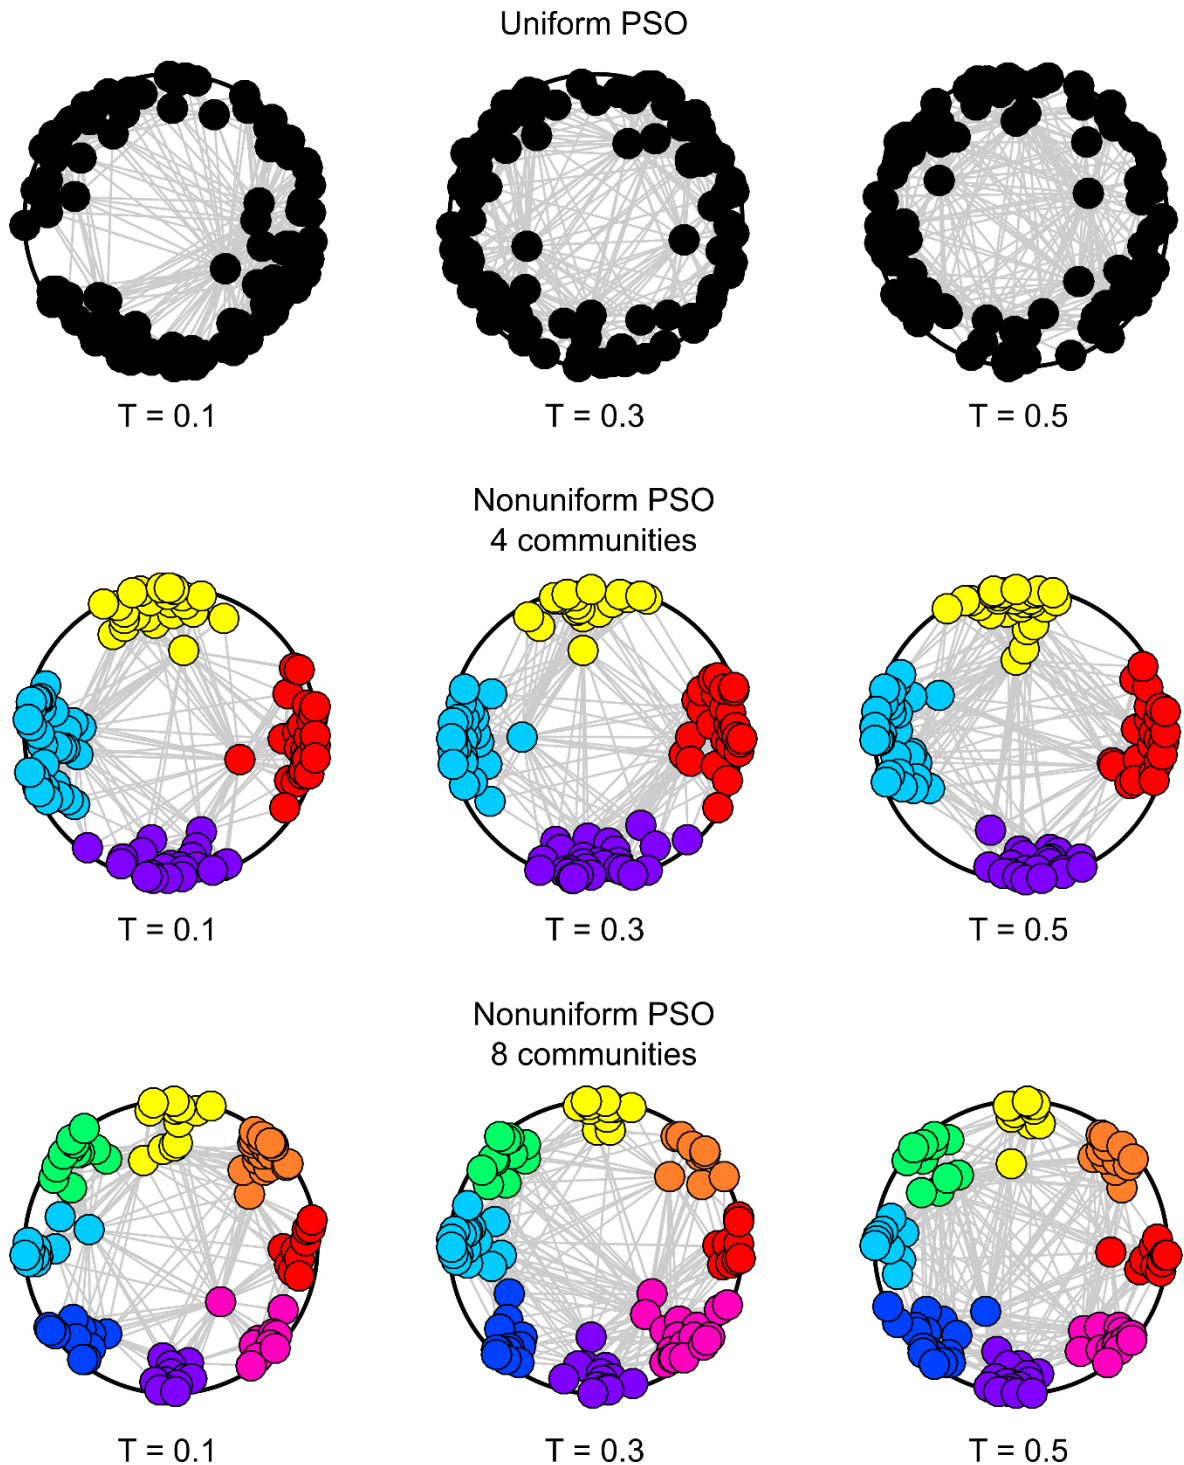 Uniform PSO
T = 0.1
T = 0.3
T = 0.5
Nonuniform PSO
4 communities
T = 0.1
T = 0.3
T = 0.5
Nonuniform PSO
8 communities
T = 0.1
T = 0.3
T = 0.5